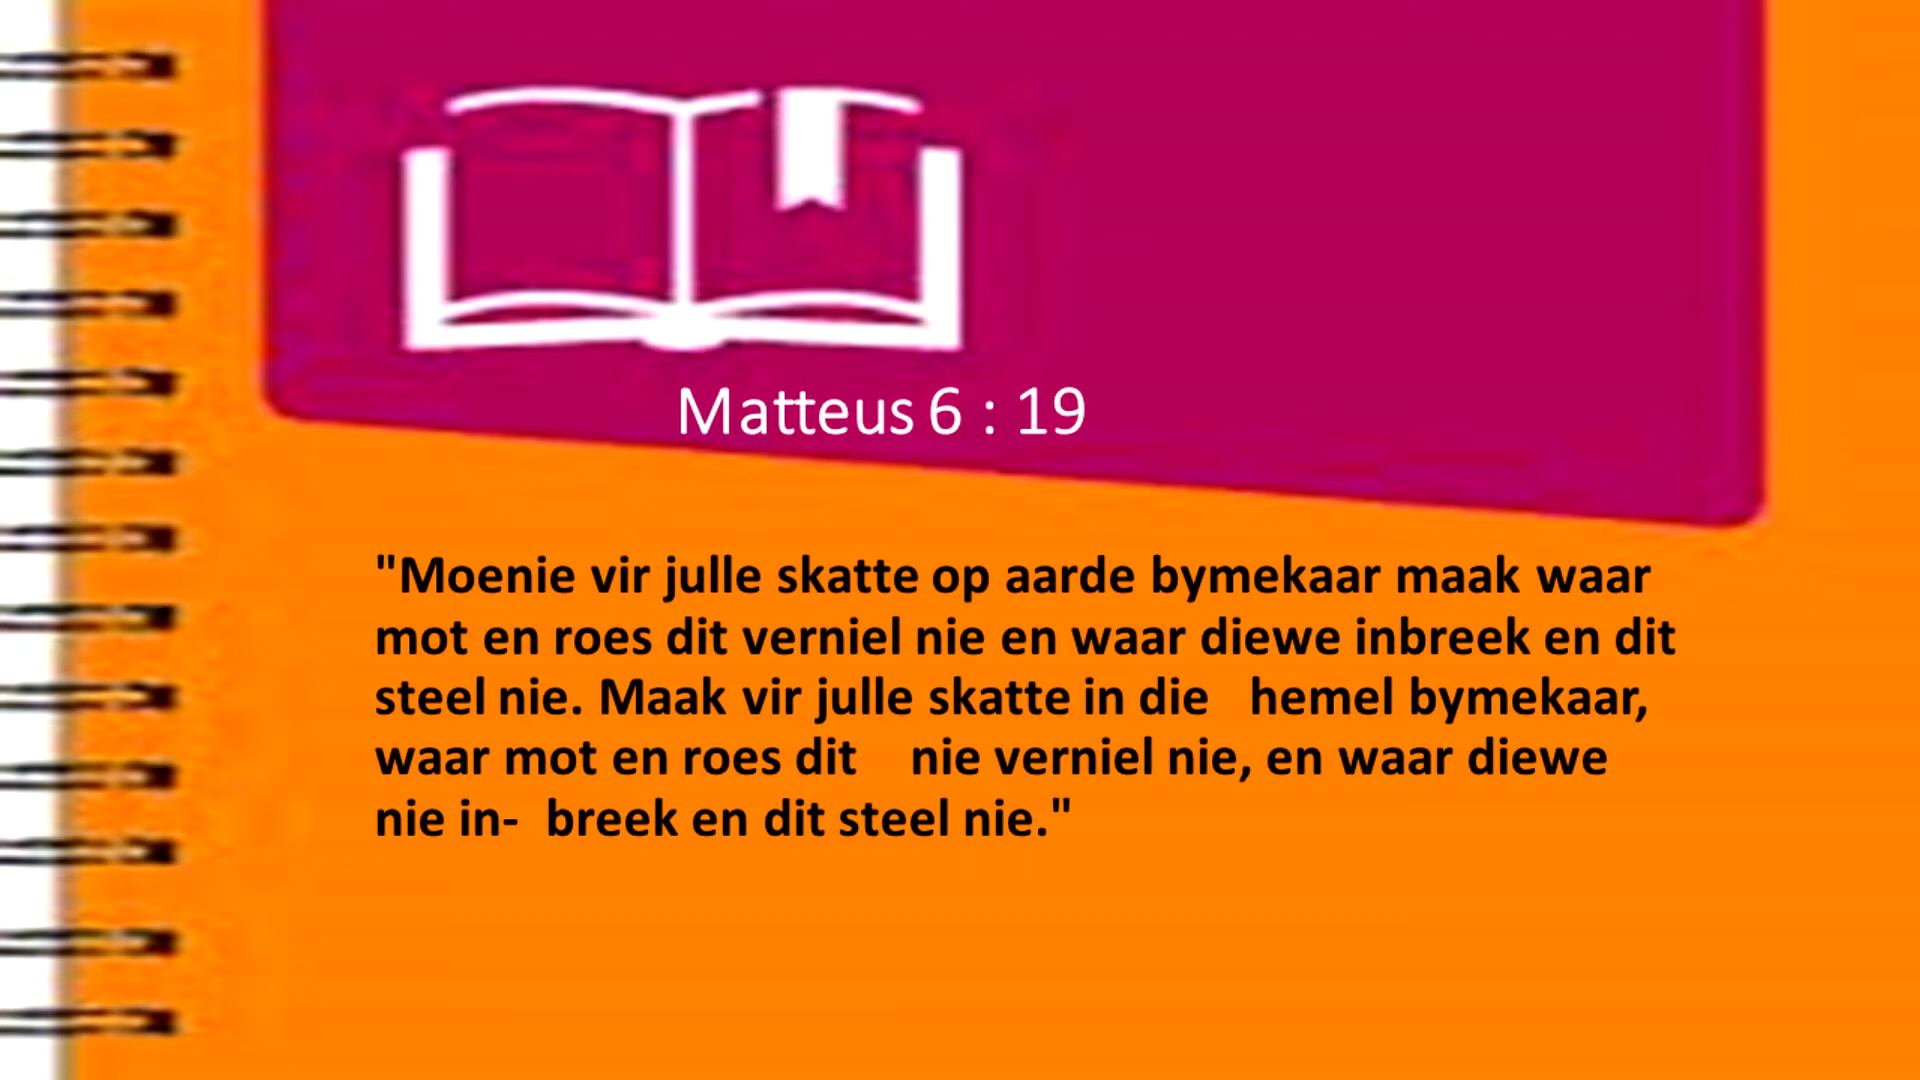 Matteus 6 : 19
"Moenie vir julle skatte op aarde bymekaar maak waar
mot en roes dit verniel nie en waar diewe inbreek en dit
steel nie. Maak vir julle skatte in die   hemel bymekaar,
waar mot en roes dit    nie verniel nie, en waar diewe
nie in-  breek en dit steel nie."